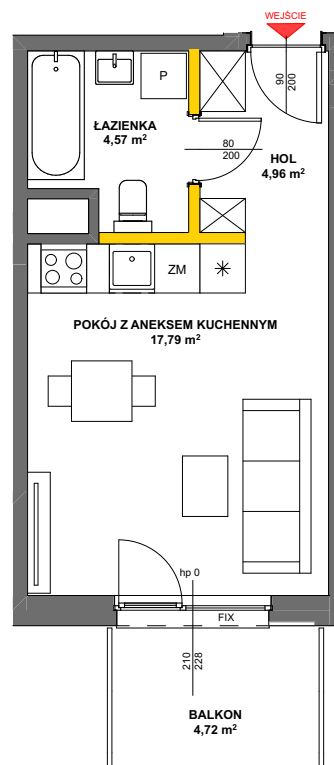 WEJŚCIE
90
200
P
ŁAZIENKA
4,57 m²
80
200
HOL
4,96 m²
ZM
POKÓJ Z ANEKSEM KUCHENNYM
17,79 m²
hp 0
FIX
210
228
BALKON
4,72 m²